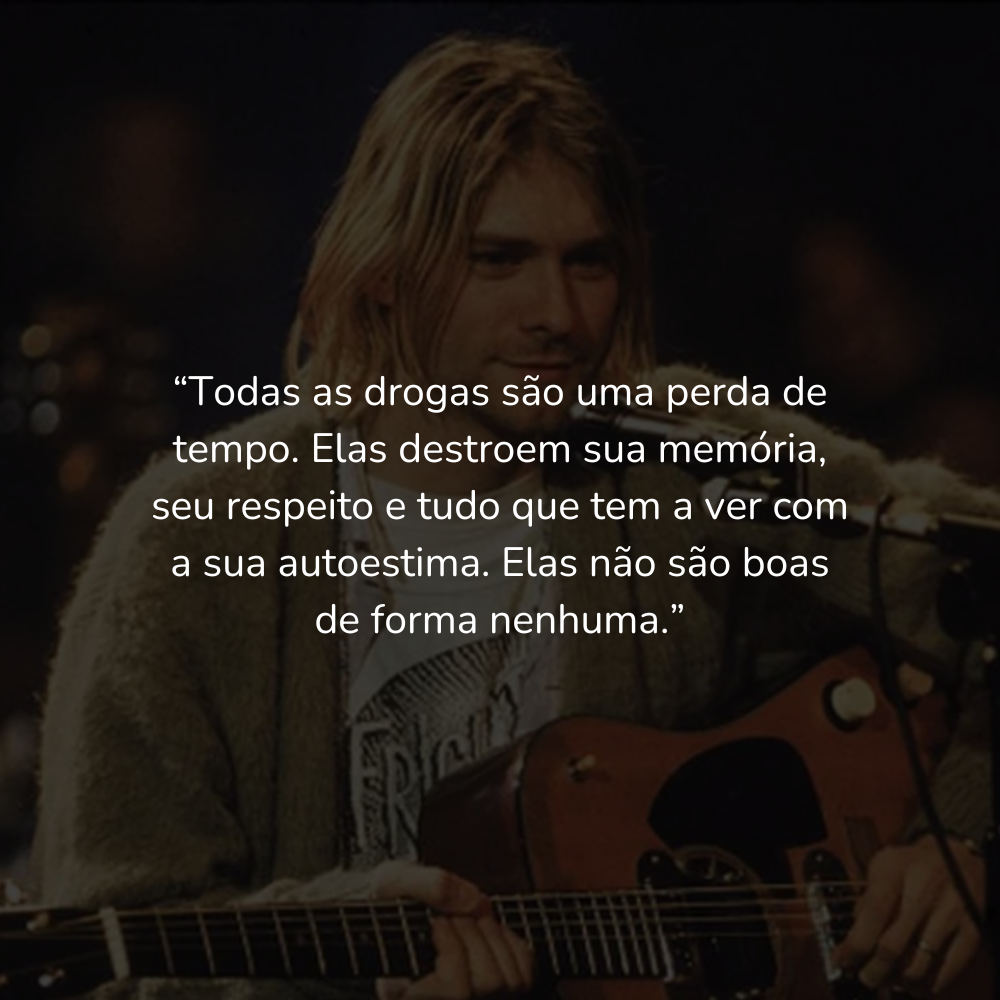 “Todas as drogas são uma perda de
tempo. Elas destroem sua memória,
seu respeito e tudo que tem a ver com
a sua autoestima. Elas não são boas
de forma nenhuma.”